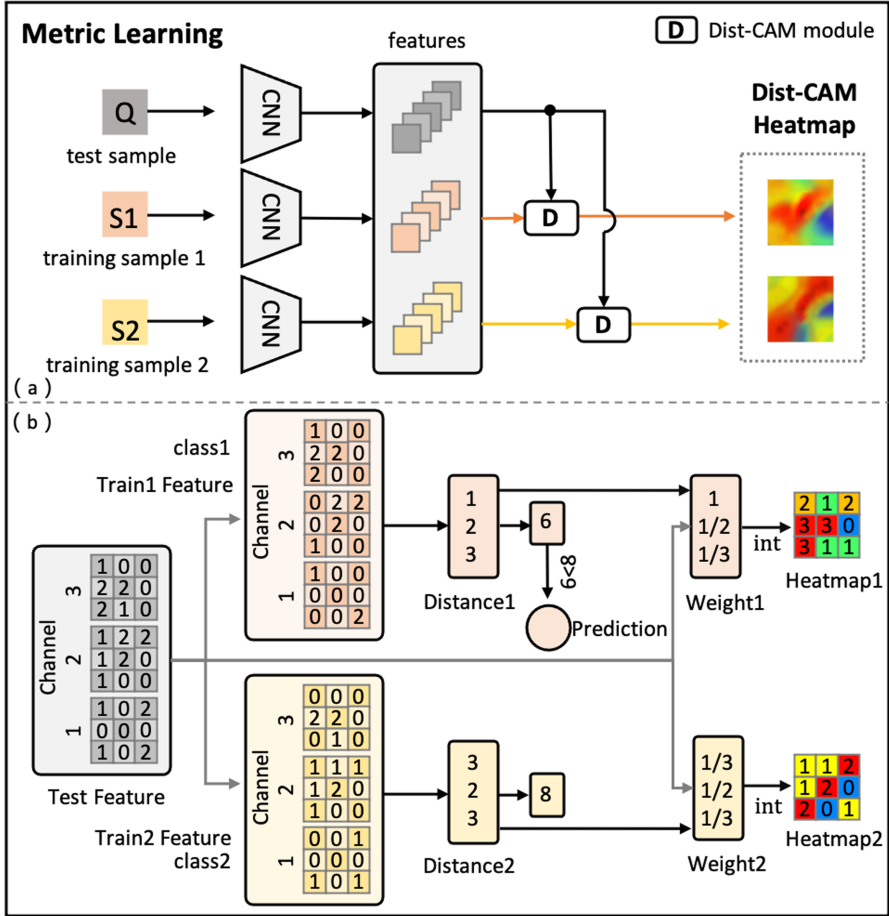 Metric Learning
D Dist-CAM module
features
Dist-CAM
Heatmap
Q
CNN
test sample
S1
CNN
D
training sample 1
S2
CNN
D
training sample 2
(a)
(b)
class1
Train1 Feature
Channel
3
1 0 0
2 2 0
2 0 0
2
0 2 2
0 2 0
1 0 0
1
1 0 0
0 0 0
0 0 2
1
2
3
Distance1
6
6<8
Prediction
1
1/2
1/3
Weight1
int
2 1 2
3 3 0
3 1 1
Heatmap1
Channel
3
1 0 0
2 2 0
2 1 0
2
1 2 2
1 2 0
1 0 0
1
1 0 2
0 0 0
1 0 2
Test Feature
Channel
3
0 0 0
2 2 0
0 1 0
2
1 1 1
1 2 0
1 0 0
1
0 0 1
0 0 0
1 0 1
Train2 Feature
class2
3
2
3
Distance2
8
1/3
1/2
1/3
Weight2
int
1 1 2
1 2 0
2 0 1
Heatmap2